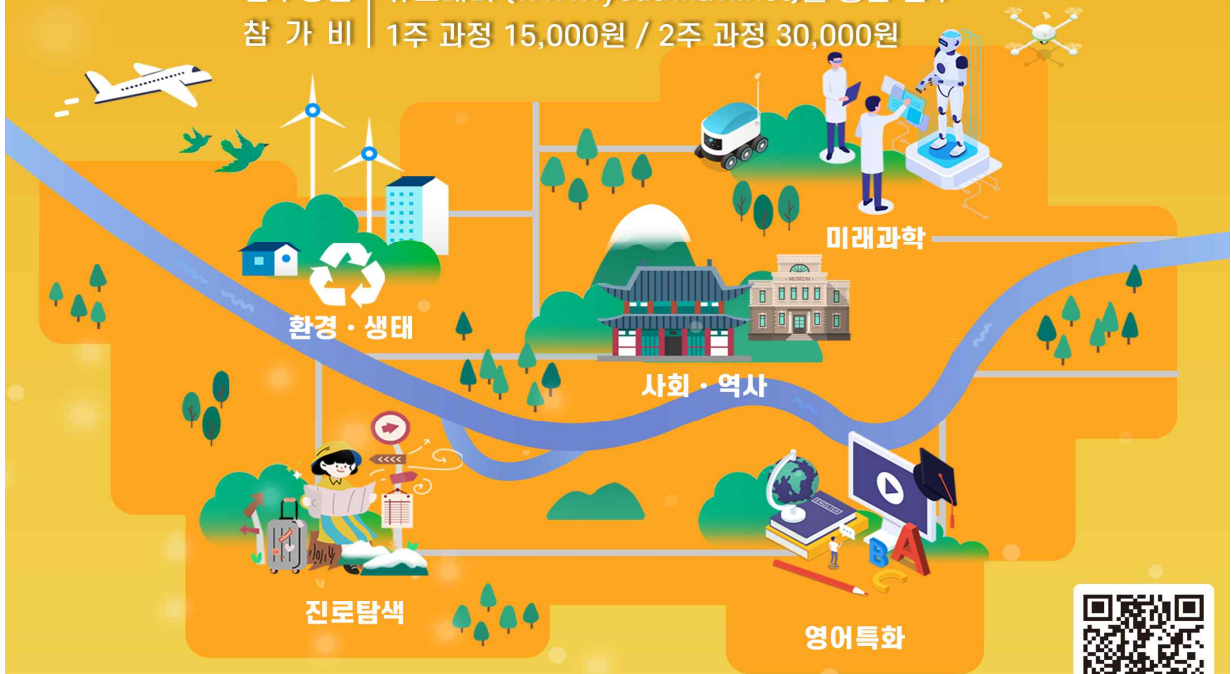 참 가 비 | 1주 과정 15,000원 / 2주 과정 30,000원
미래과학
MUSEUM
환경 · 생태
사회 · 역사
ENGLISH
B A
C
진로탐색
영어특화